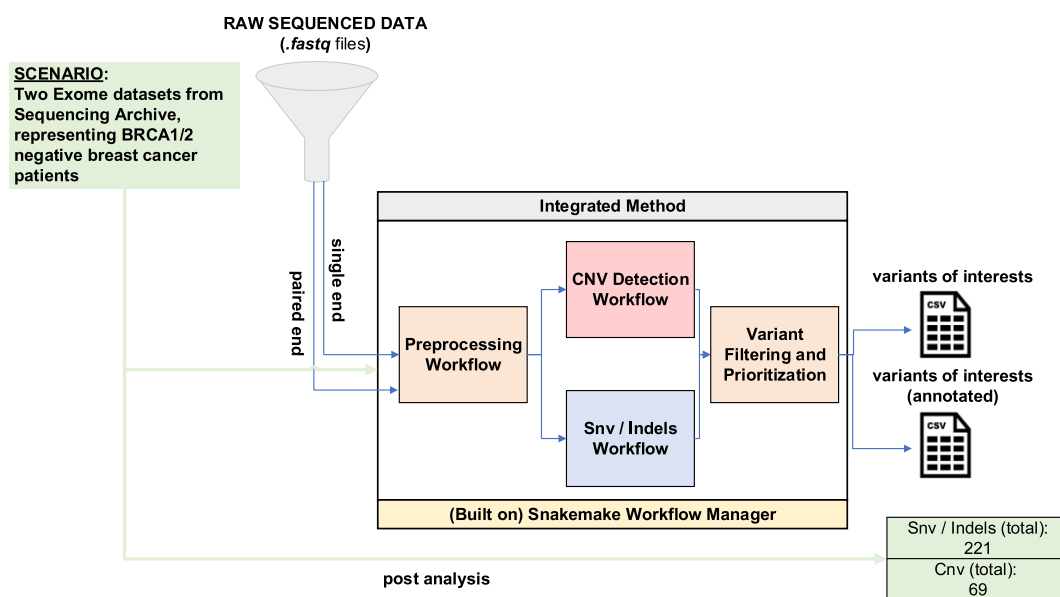 RAW SEQUENCED DATA
(.fastq files)
SCENARIO:
Two Exome datasets from
Sequencing Archive,
representing BRCA1/2
negative breast cancer
patients
single end
paired end
Integrated Method
Preprocessing
Workflow
CNV Detection
Workflow
Snv / Indels
Workflow
Variant
Filtering and
Prioritization
(Built on) Snakemake Workflow Manager
variants of interests
CSV
variants of interests
(annotated)
CSV
post analysis
Snv / Indels (total):
221
Cnv (total):
69